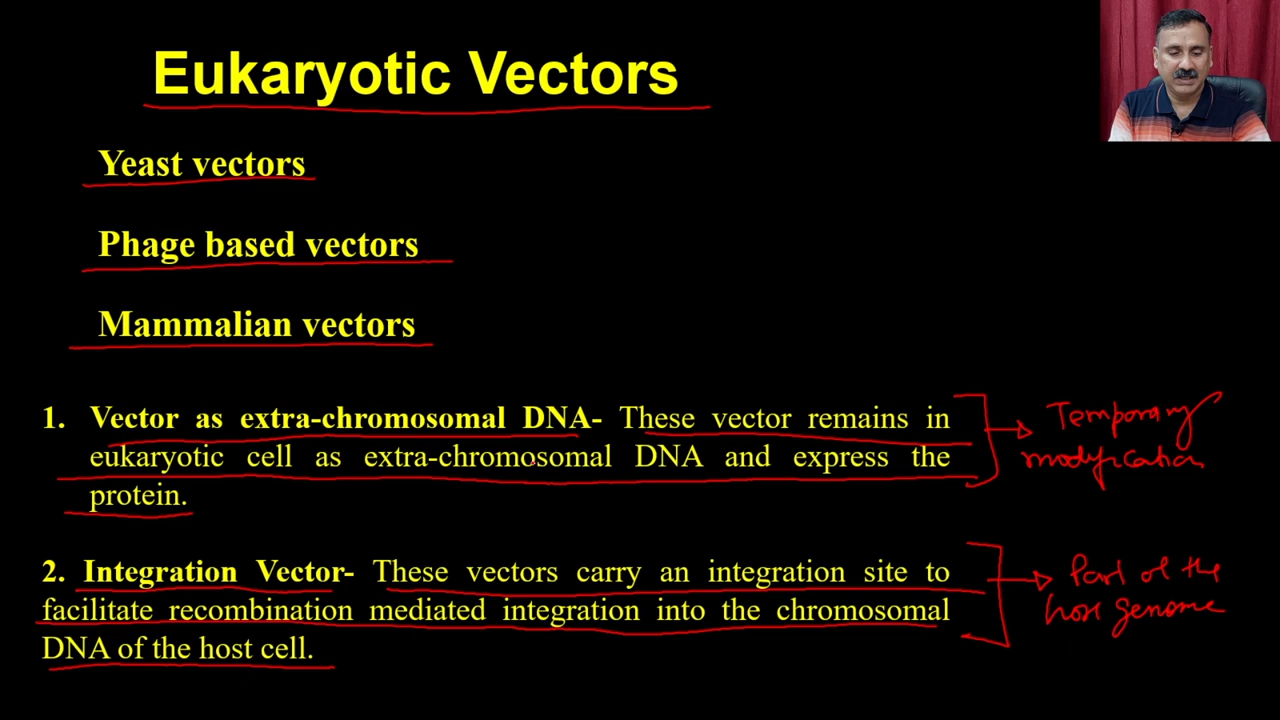 Eukaryotic Vectors
Yeast vectors
Phage based vectors
Mammalian vectors
1. Vector as extra-chromosomal DNA- These vector remains in
eukaryotic cell as extra-chromosomal DNA and express the
protein.
Temporary
modification
2. Integration Vector- These vectors carry an integration site to
facilitate recombination mediated integration into the chromosomal
DNA of the host cell.
Part of the
host genome